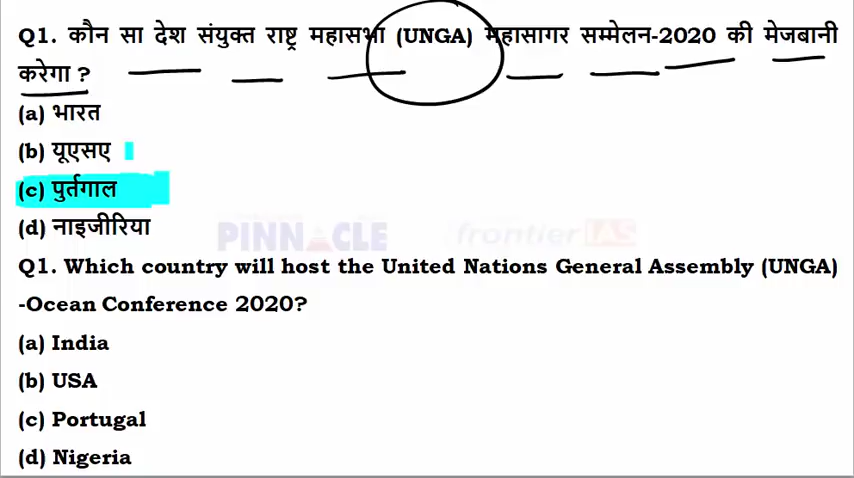 Q1. कौन सा देश संयुक्त राष्ट्र महासभा (UNGA) महासागर सम्मेलन-2020 की मेजबानी
करेगा ?
(a) भारत
(b) यूएसए
(c) पुर्तगाल
(d) नाइजीरिया
PINNACLE frontier IAS
Q1. Which country will host the United Nations General Assembly (UNGA)
-Ocean Conference 2020?
(a) India
(b) USA
(c) Portugal
(d) Nigeria